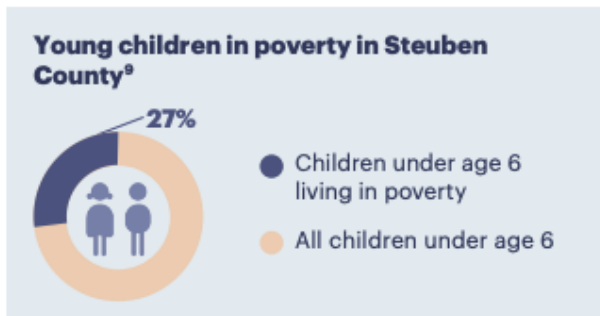 Young children in poverty in Steuben
County⁹
27%
Children under age 6
living in poverty
All children under age 6